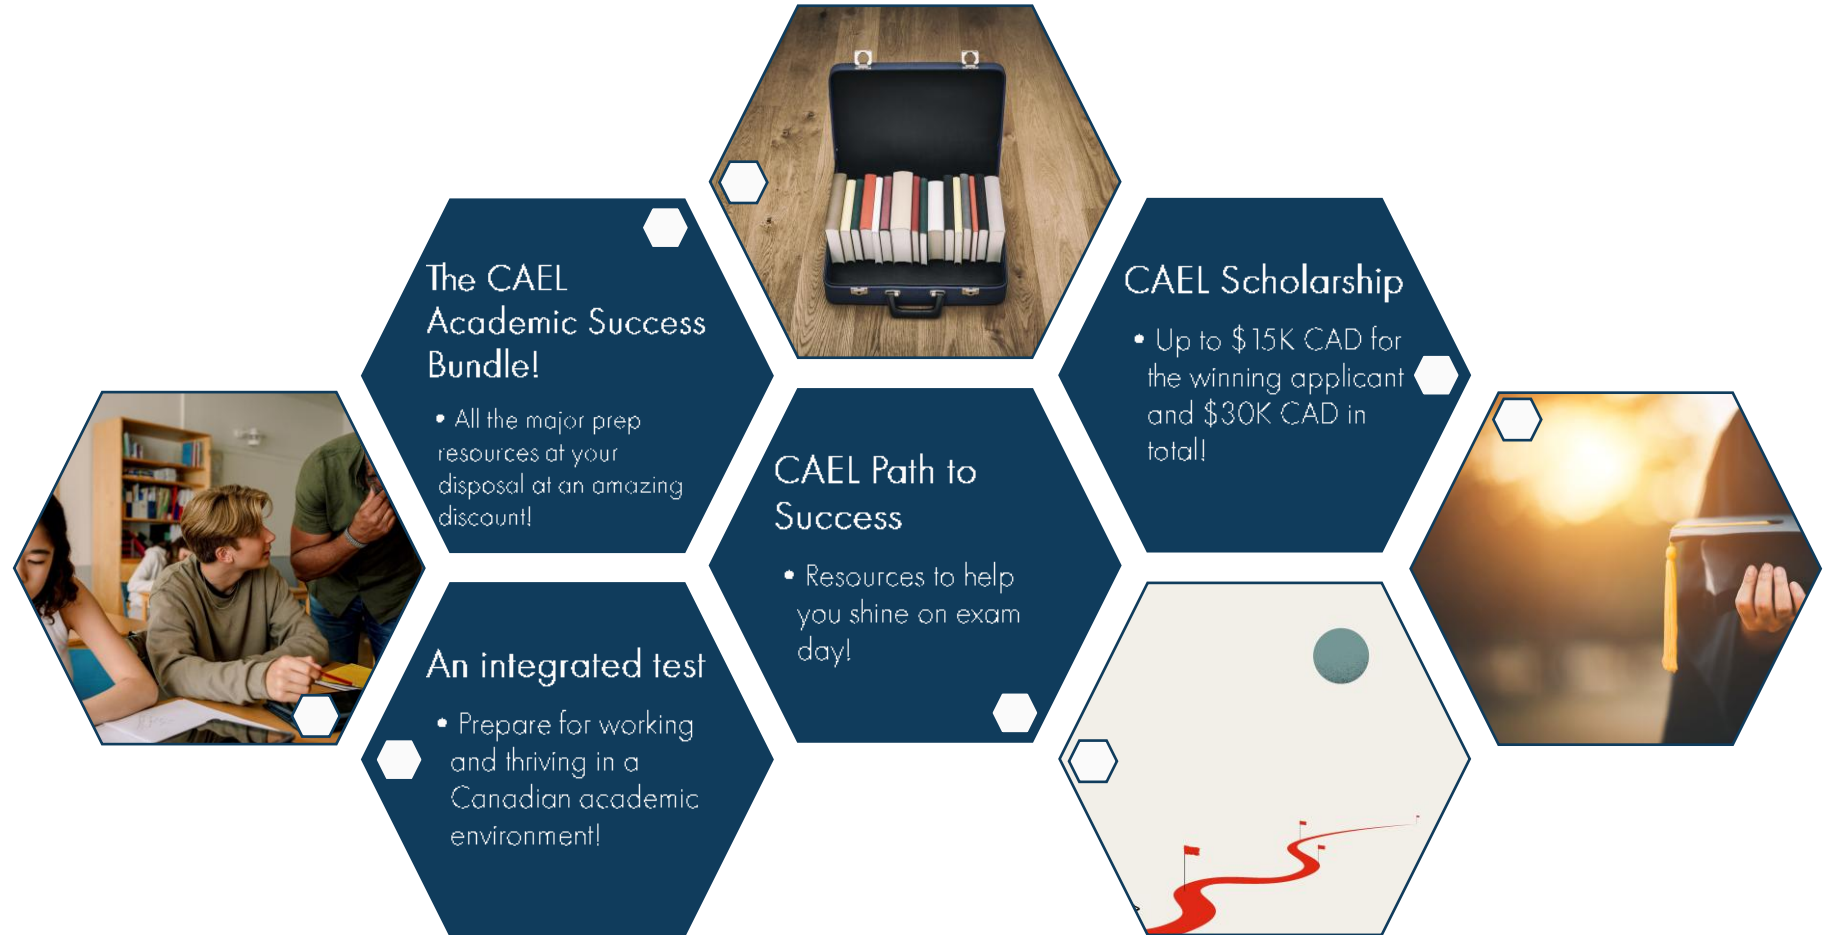 The CAEL
Academic Success
Bundle!
• All the major prep
resources at your
disposal at an amazing
discount!
An integrated test
• Prepare for working
and thriving in a
Canadian academic
environment!
CAEL Path to
Success
• Resources to help
you shine on exam
day!
CAEL Scholarship
• Up to $15K CAD for
the winning applicant
and $30K CAD in
total!